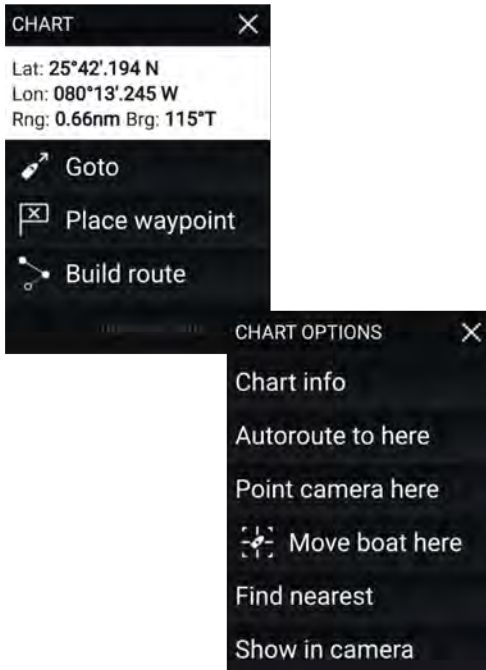 CHART
Lat: 25°42'.194 N
Lon: 080°13'.245 W
Rng: 0.66nm Brg: 115°T
Goto
Place waypoint
Build route
CHART OPTIONS
Chart info
Autoroute to here
Point camera here
Move boat here
Find nearest
Show in camera